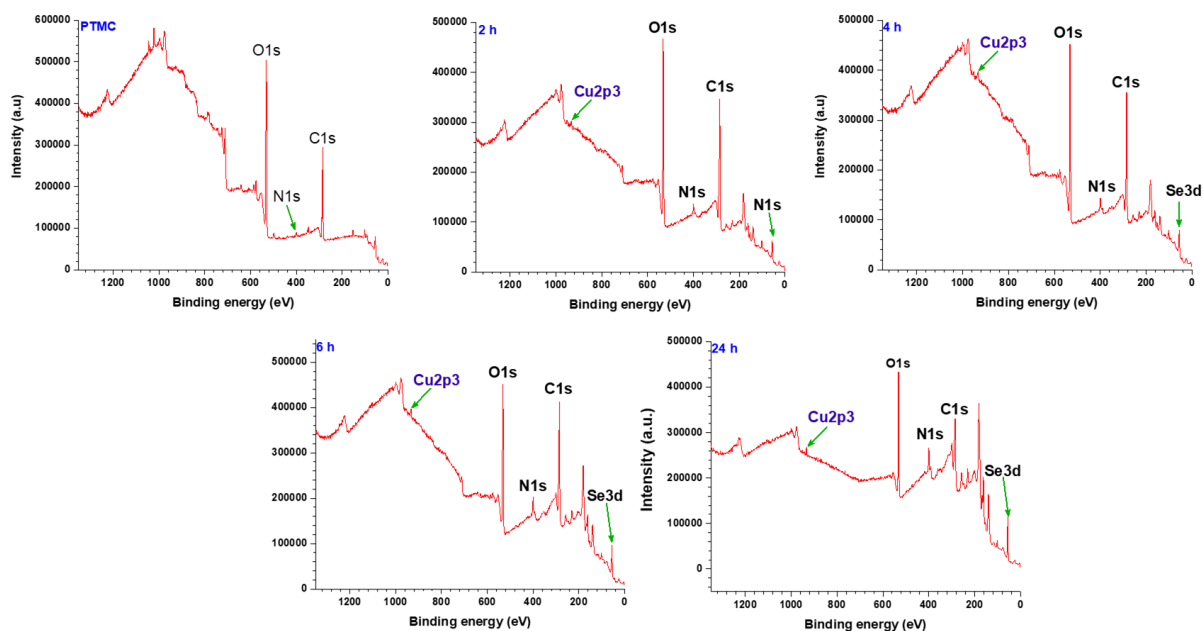 PTMC
600000
500000
400000
300000
200000
100000
0
Intensity (a.u)
O1s
C1s
N1s
1200 1000 800 600 400 200 0
Binding energy (eV)
2 h
500000
400000
300000
200000
100000
0
Intensity (a.u)
Cu2p3
O1s
C1s
N1s
N1s
1200 1000 800 600 400 200 0
Binding energy (eV)
4 h
500000
400000
300000
200000
100000
0
Intensity (a.u)
Cu2p3
O1s
C1s
N1s
Se3d
1200 1000 800 600 400 200 0
Binding energy (eV)
6 h
500000
400000
300000
200000
100000
0
Intensity (a.u)
Cu2p3
O1s
C1s
N1s
Se3d
1200 1000 800 600 400 200 0
Binding energy (eV)
24 h
500000
400000
300000
200000
100000
0
Intensity (a.u.)
Cu2p3
O1s
C1s
N1s
Se3d
1200 1000 800 600 400 200 0
Binding energy (eV)